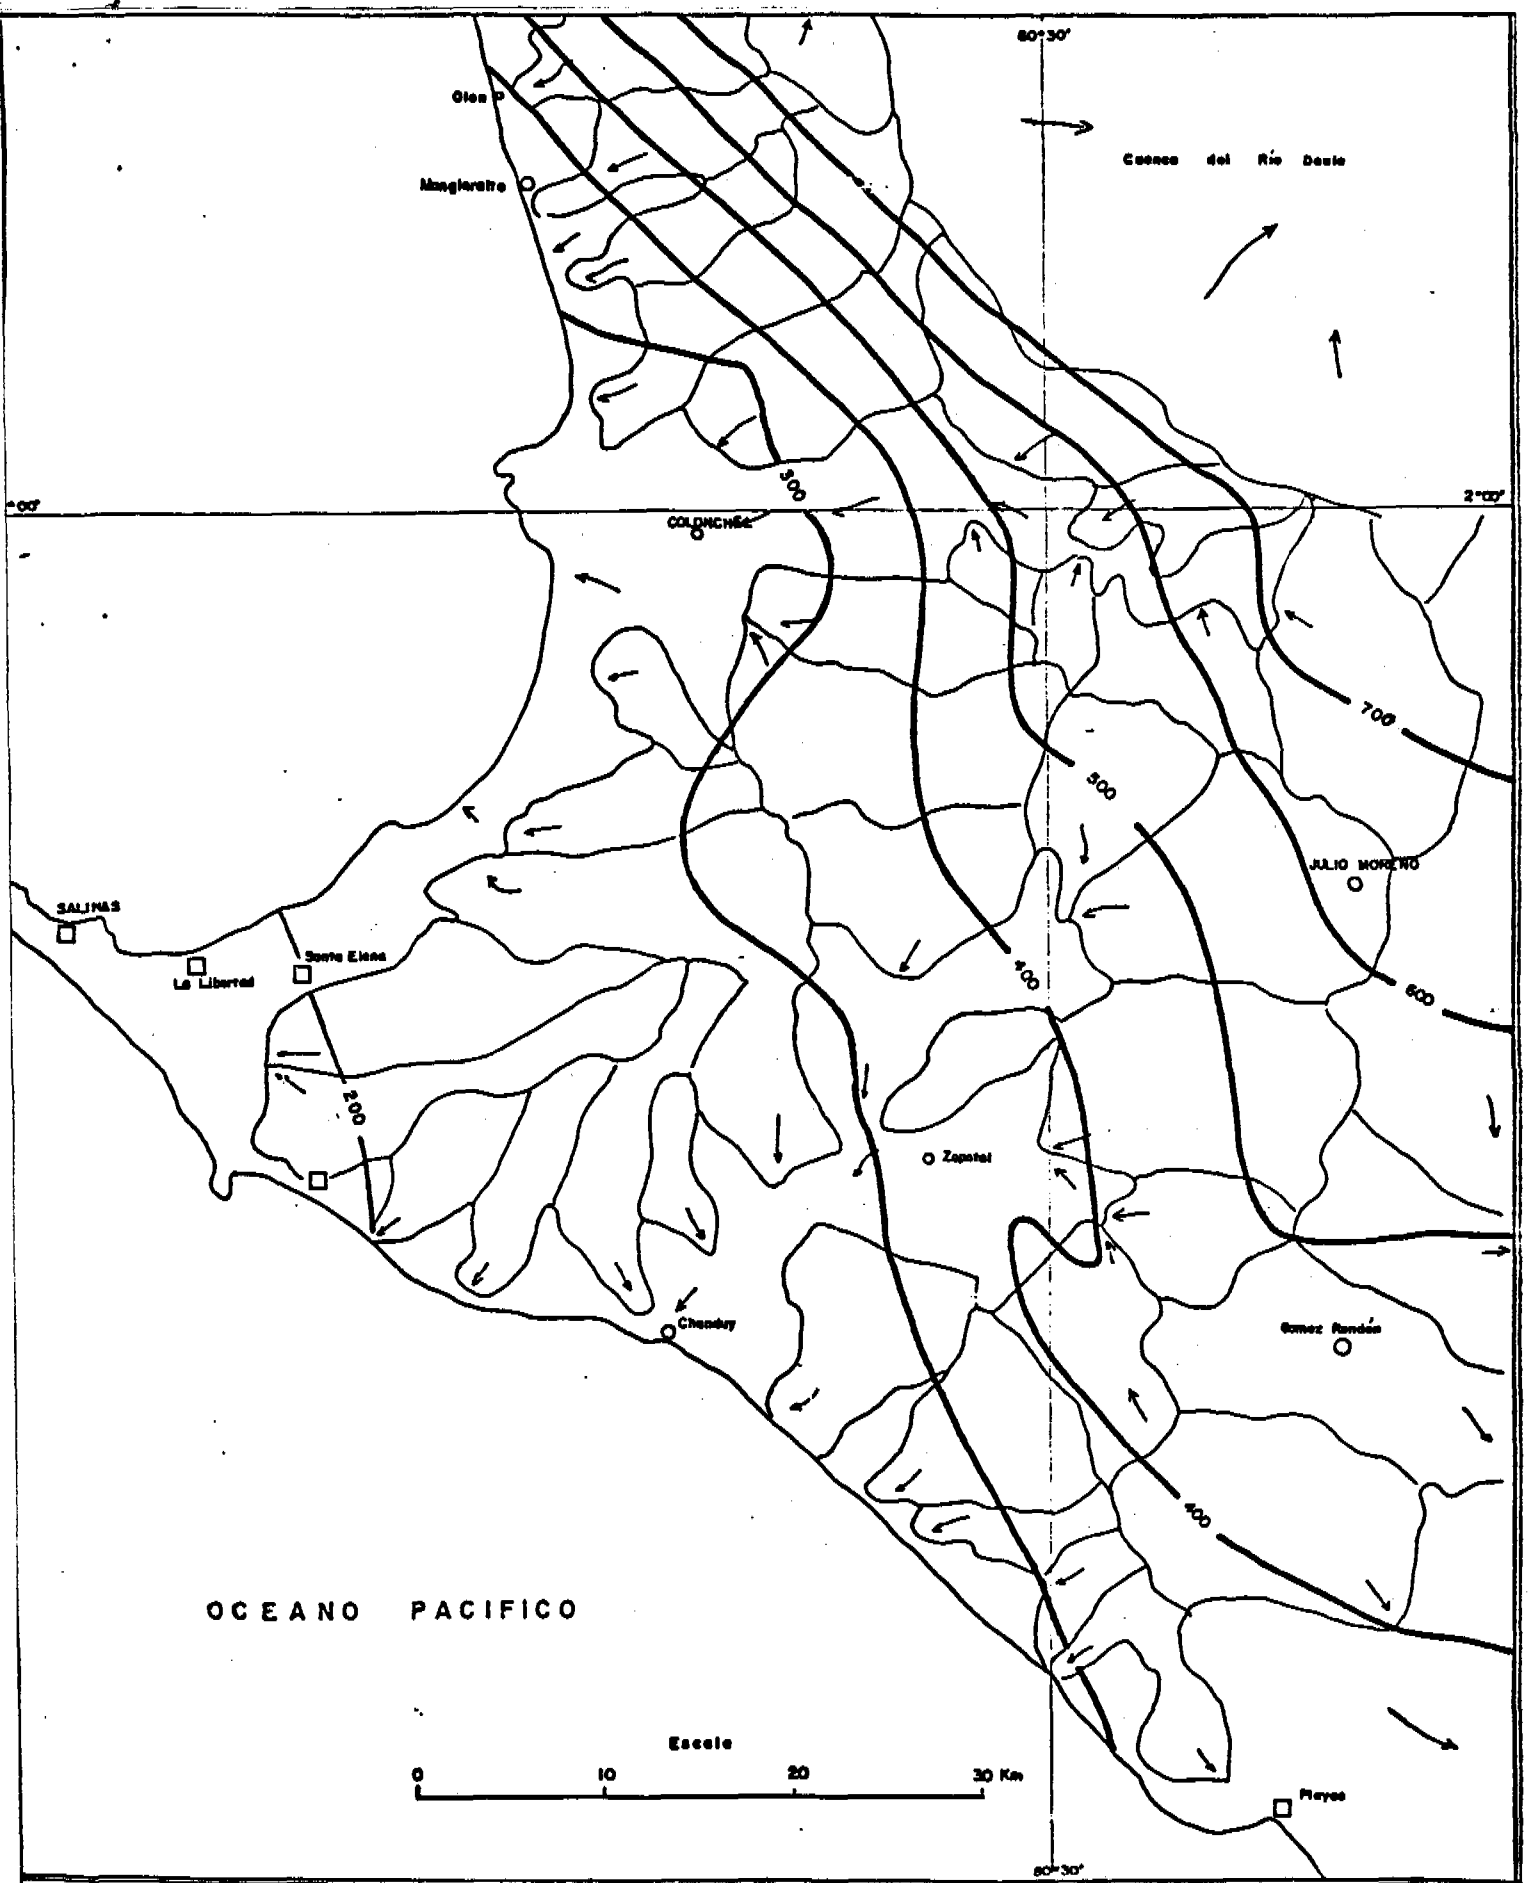 80°30'
Olon
Cuenca del Río Daule
Manglaralto
300
°00'
2°00'
COLONCHE
700
500
JULIO MORENO
SALINAS
Santa Elena
La Libertad
400
600
200
Zapotal
Chanduy
Gomez Rendón
400
OCEANO PACIFICO
Escala
0 10 20 30 Km
Playas
80°30'